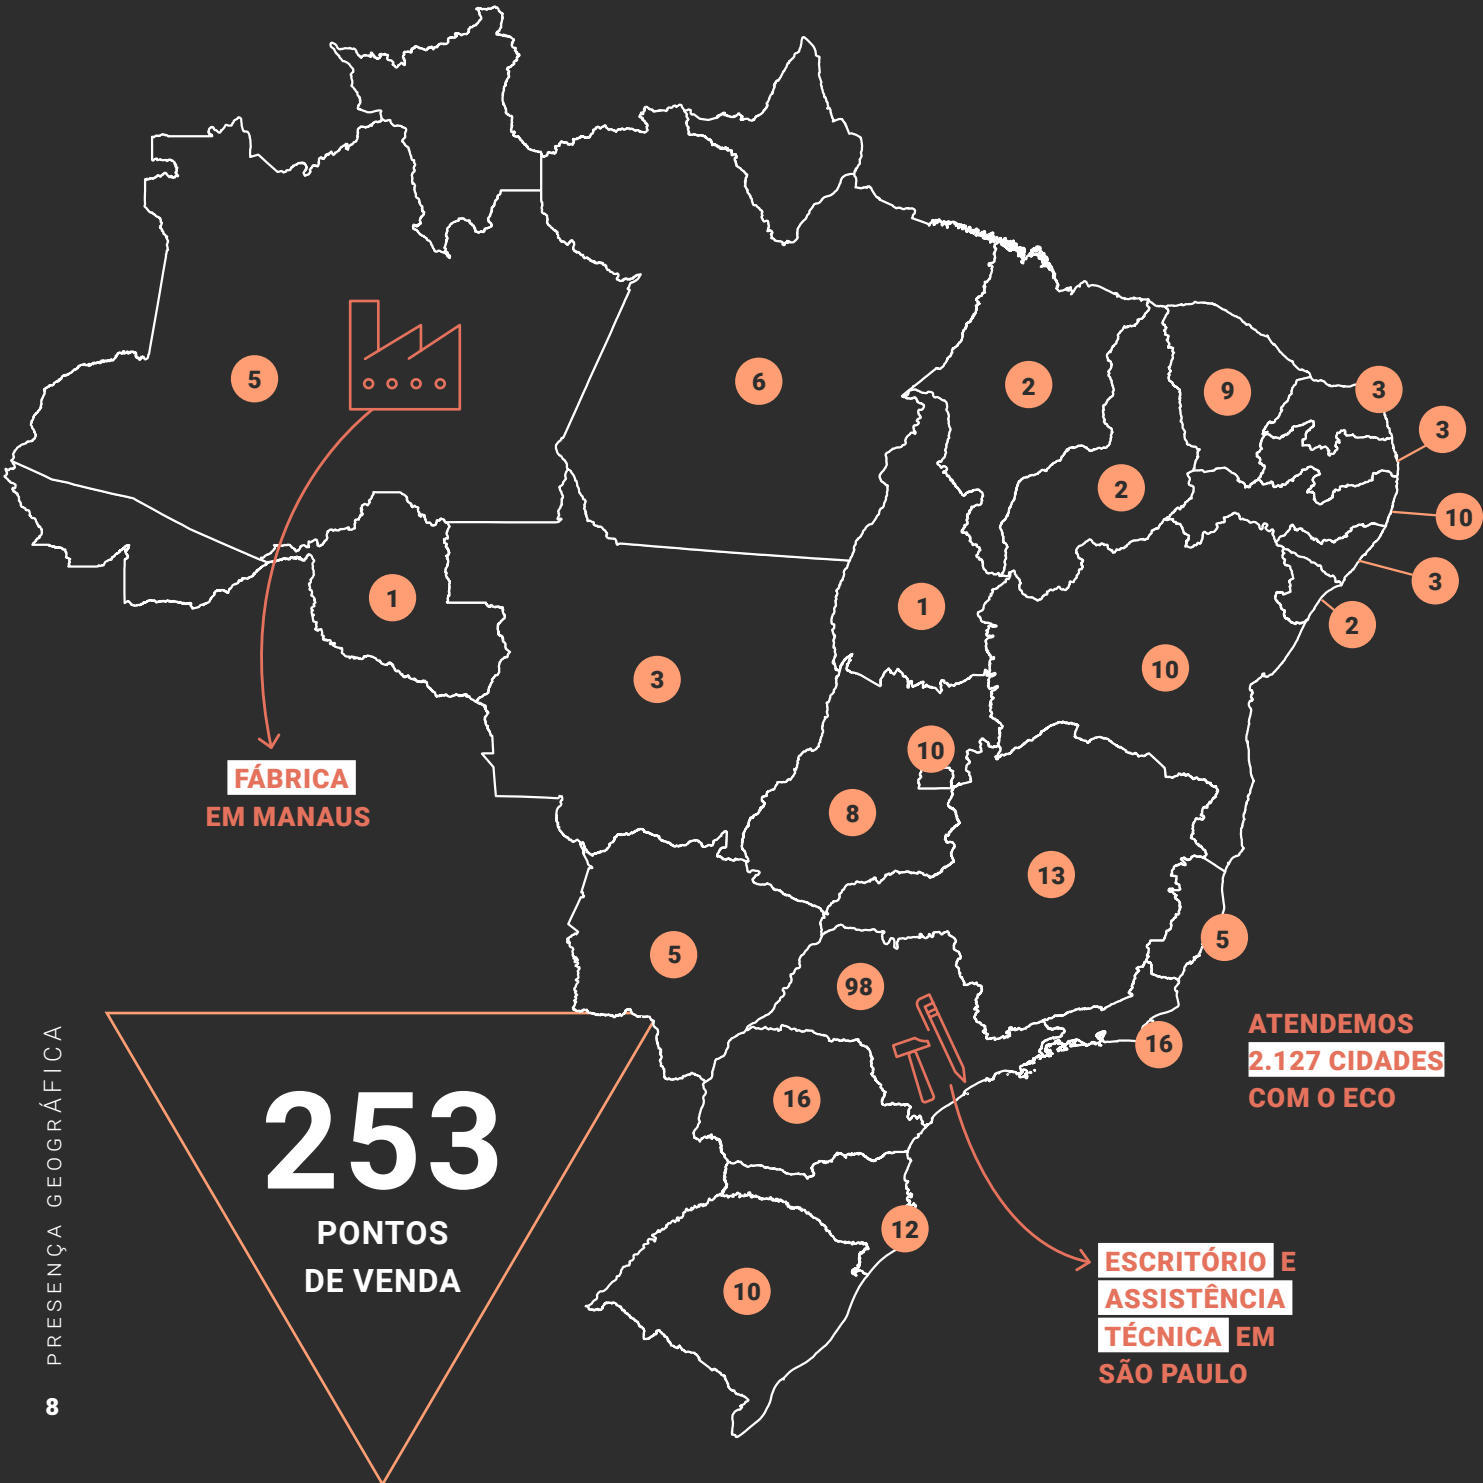 5
6
2
9
3
3
2
10
1
3
1
2
3
10
10
8
13
5
5
98
16
16
12
10
FÁBRICA
EM MANAUS
ATENDEMOS
2.127 CIDADES
COM O ECO
253
PONTOS
DE VENDA
ESCRITÓRIO E
ASSISTÊNCIA
TÉCNICA EM
SÃO PAULO
PRESENÇA GEOGRÁFICA
8